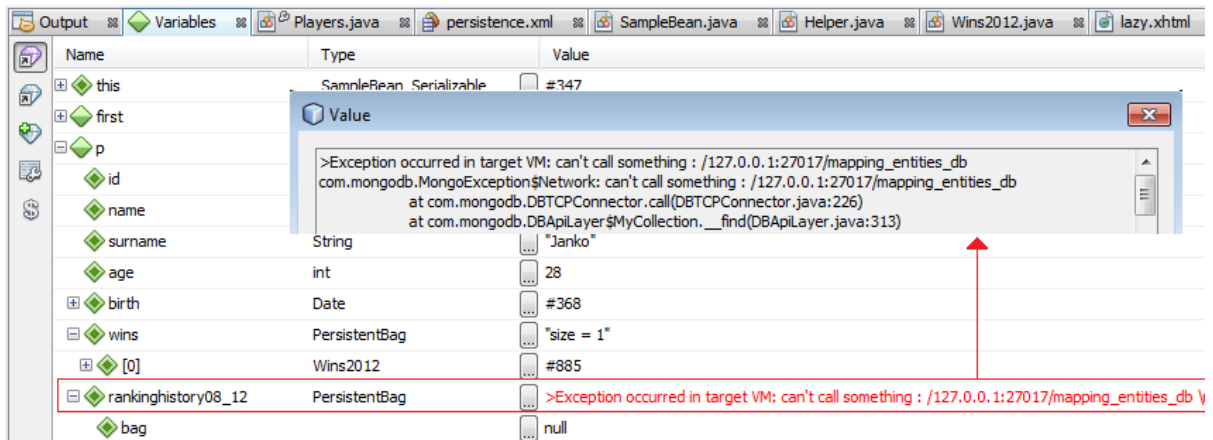 Output Variables Players.java persistence.xml SampleBean.java Helper.java Wins2012.java lazy.xhtml
Name Type Value
this SampleBean_Serializable ... #347
first
Value
p
>Exception occurred in target VM: can't call something : /127.0.0.1:27017/mapping_entities_db
id
com.mongodb.MongoException$Network: can't call something : /127.0.0.1:27017/mapping_entities_db
at com.mongodb.DBTCPConnector.call(DBTCPConnector.java:226)
name
at com.mongodb.DBApiLayer$MyCollection.__find(DBApiLayer.java:313)
surname String ... "Janko"
age int ... 28
birth Date ... #368
wins PersistentBag ... "size = 1"
[0] Wins2012 ... #885
rankinghistory08_12 PersistentBag ... >Exception occurred in target VM: can't call something : /127.0.0.1:27017/mapping_entities_db
bag ... null